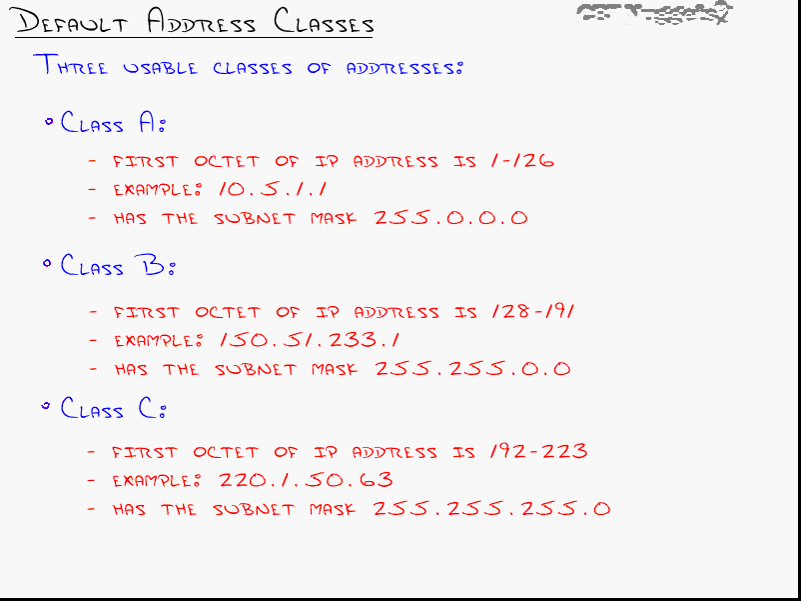 Default Address Classes
Three usable classes of addresses:
• Class A:
- first octet of IP address is 1-126
- example: 10.5.1.1
- has the subnet mask 255.0.0.0
• Class B:
- first octet of IP address is 128-191
- example: 150.51.233.1
- has the subnet mask 255.255.0.0
• Class C:
- first octet of IP address is 192-223
- example: 220.1.50.63
- has the subnet mask 255.255.255.0